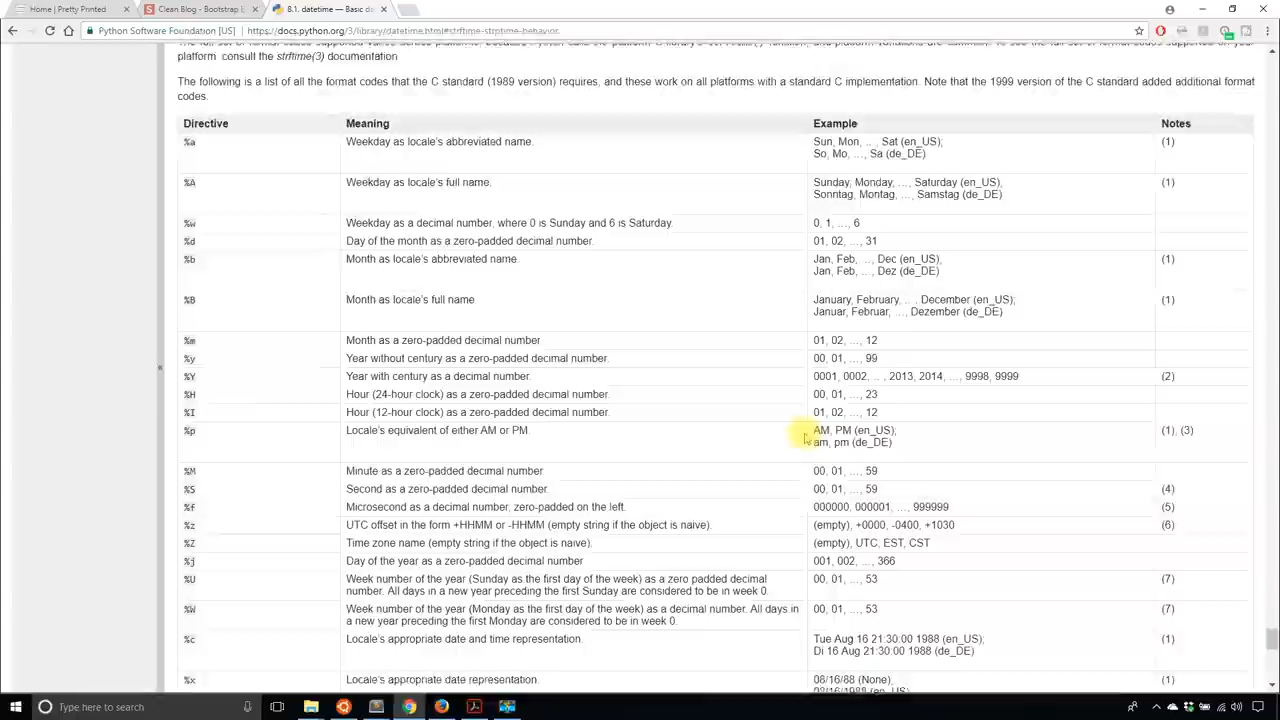 Home | Pretty Printed
Clean Blog - Bootstrap
8.1. datetime — Basic da
Python Software Foundation [US]
https://docs.python.org/3/library/datetime.html#strftime-strptime-behavior
platform consult the strftime(3) documentation
The following is a list of all the format codes that the C standard (1989 version) requires, and these work on all platforms with a standard C implementation. Note that the 1999 version of the C standard added additional format
codes.
Directive Meaning Example Notes
%a Weekday as locale's abbreviated name. Sun, Mon, ..., Sat (en_US); (1)
So, Mo, ..., Sa (de_DE)
%A Weekday as locale's full name. Sunday, Monday, ..., Saturday (en_US); (1)
Sonntag, Montag, ..., Samstag (de_DE)
%w Weekday as a decimal number, where 0 is Sunday and 6 is Saturday. 0, 1, ..., 6
%d Day of the month as a zero-padded decimal number. 01, 02, ..., 31
%b Month as locale's abbreviated name. Jan, Feb, ..., Dec (en_US); (1)
Jan, Feb, ..., Dez (de_DE)
%B Month as locale's full name. January, February, ..., December (en_US); (1)
Januar, Februar, ..., Dezember (de_DE)
%m Month as a zero-padded decimal number. 01, 02, ..., 12
%y Year without century as a zero-padded decimal number. 00, 01, ..., 99
%Y Year with century as a decimal number. 0001, 0002, ..., 2013, 2014, ..., 9998, 9999 (2)
%H Hour (24-hour clock) as a zero-padded decimal number. 00, 01, ..., 23
%I Hour (12-hour clock) as a zero-padded decimal number. 01, 02, ..., 12
%p Locale's equivalent of either AM or PM. AM, PM (en_US); (1), (3)
am, pm (de_DE)
%M Minute as a zero-padded decimal number. 00, 01, ..., 59
%S Second as a zero-padded decimal number. 00, 01, ..., 59 (4)
%f Microsecond as a decimal number, zero-padded on the left. 000000, 000001, ..., 999999 (5)
%z UTC offset in the form +HHMM or -HHMM (empty string if the object is naive). (empty), +0000, -0400, +1030 (6)
%Z Time zone name (empty string if the object is naive). (empty), UTC, EST, CST
%j Day of the year as a zero-padded decimal number. 001, 002, ..., 366
%U Week number of the year (Sunday as the first day of the week) as a zero padded decimal 00, 01, ..., 53 (7)
number. All days in a new year preceding the first Sunday are considered to be in week 0.
%W Week number of the year (Monday as the first day of the week) as a decimal number. All days in 00, 01, ..., 53 (7)
a new year preceding the first Monday are considered to be in week 0.
%c Locale's appropriate date and time representation. Tue Aug 16 21:30:00 1988 (en_US); (1)
Di 16 Aug 21:30:00 1988 (de_DE)
%x Locale's appropriate date representation. 08/16/88 (None); (1)
08/16/1988 (en_US)
Type here to search